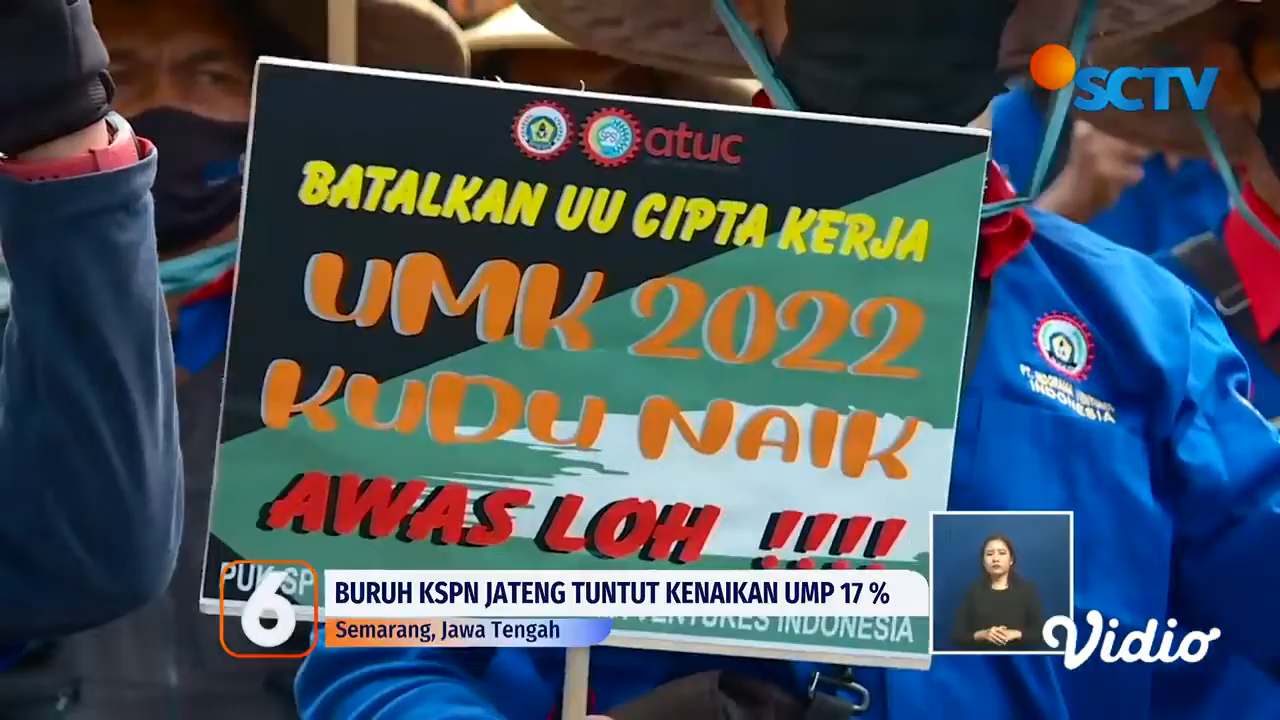 SCTV
atuc
BATALKAN UU CIPTA KERJA
UMK 2022
KUDU NAIK
AWAS LOH !!!!
PUK SP
VENTURES INDONESIA
INDONESIA
6
BURUH KSPN JATENG TUNTUT KENAIKAN UMP 17 %
Semarang, Jawa Tengah
Vidio